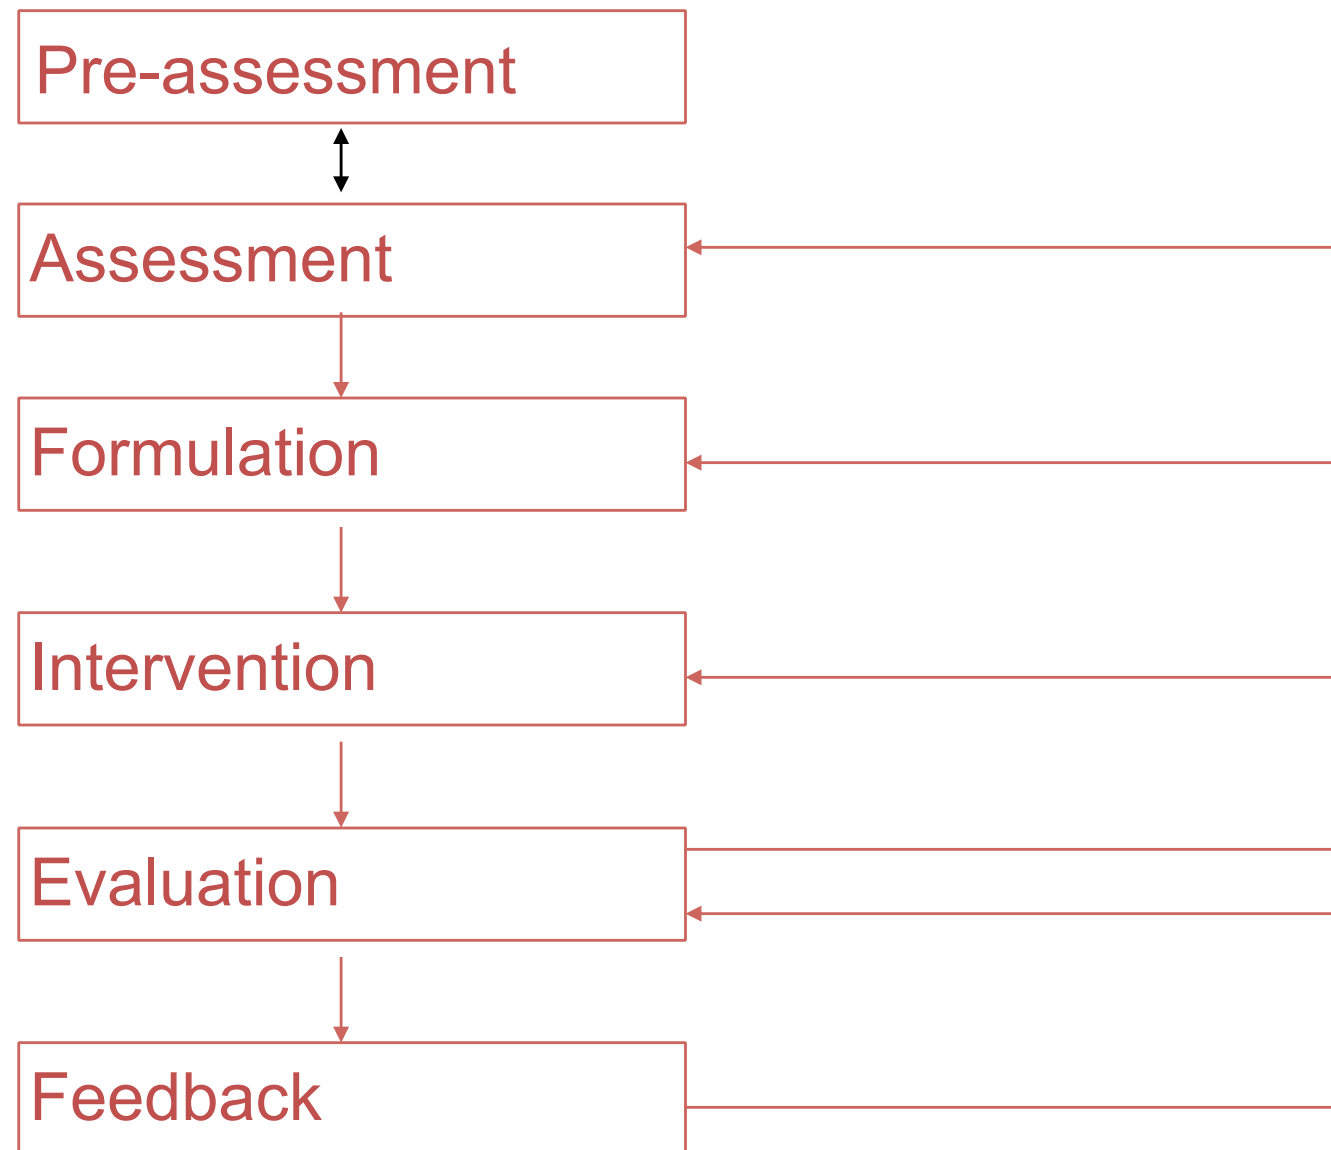 Pre-assessment
Assessment
Formulation
Intervention
Evaluation
Feedback